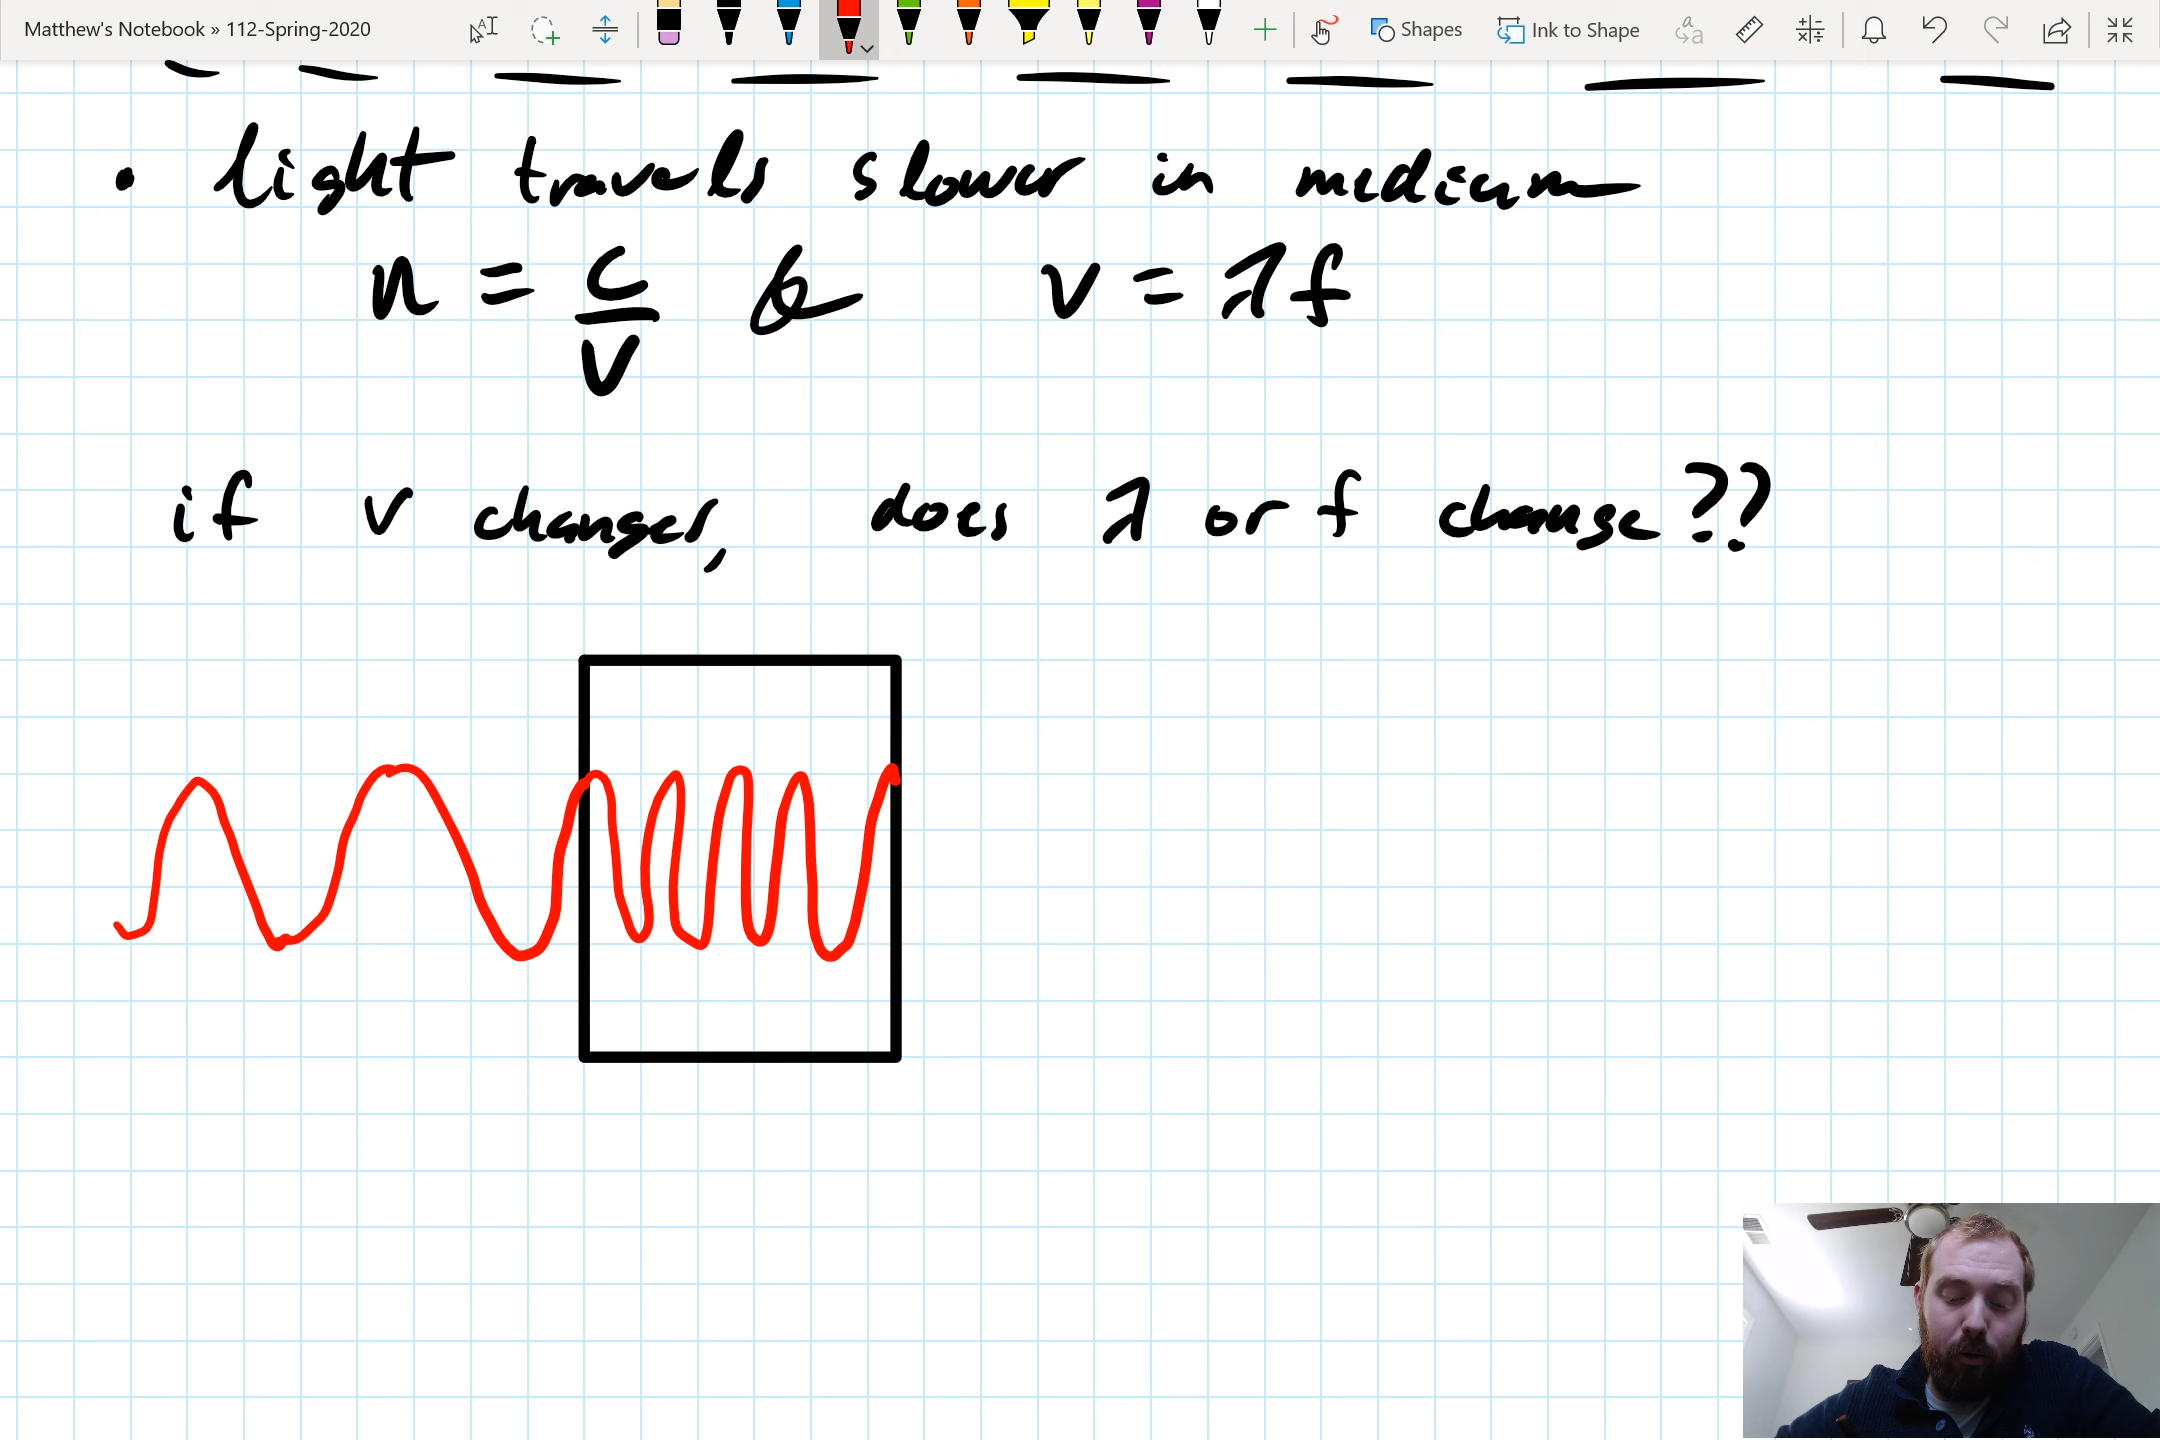 Matthew's Notebook » 112-Spring-2020 Shapes Ink to Shape
• light travels slower in medium
n = c/v & v = λf
if v changes, does λ or f change??